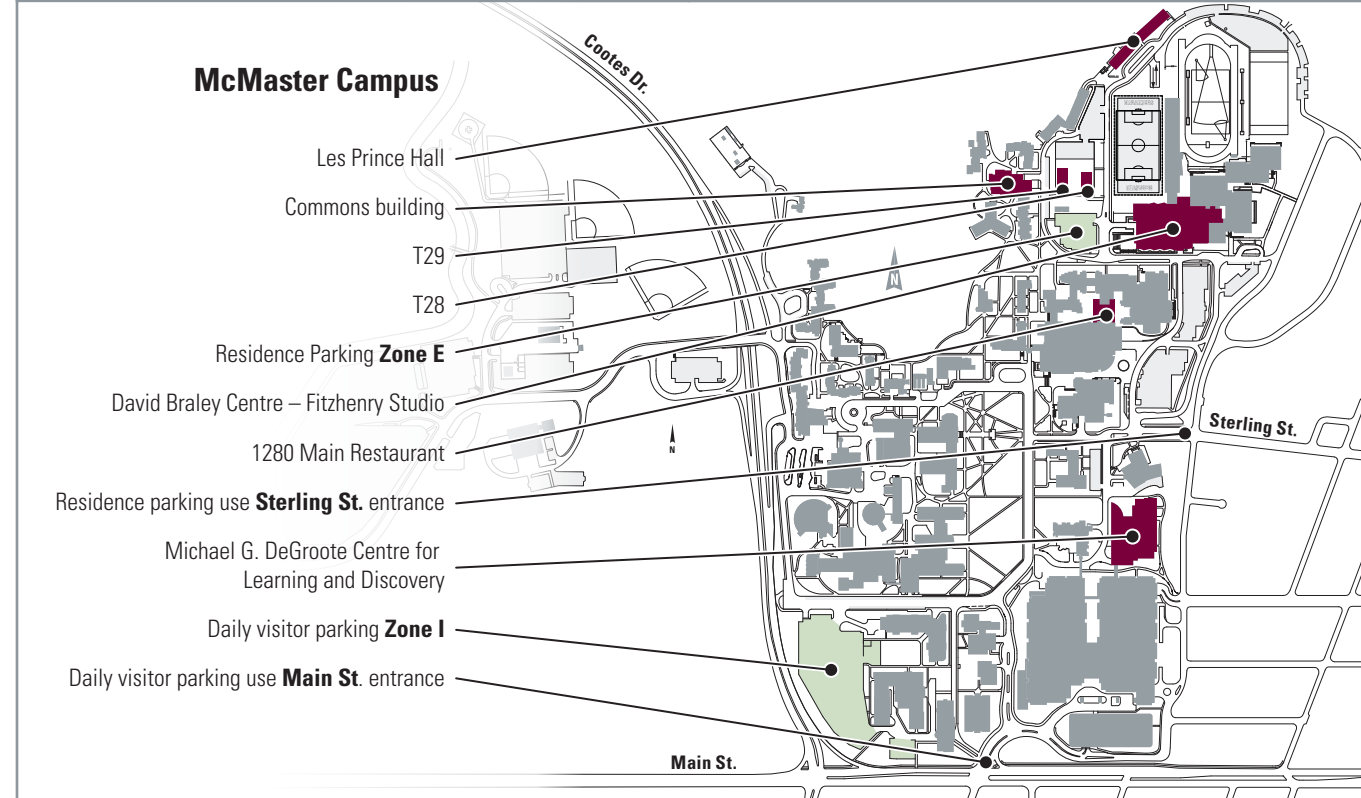 McMaster Campus
Les Prince Hall
Commons building
T29
T28
Residence Parking Zone E
David Braley Centre – Fitzhenry Studio
1280 Main Restaurant
Residence parking use Sterling St. entrance
Michael G. DeGroote Centre for
Learning and Discovery
Daily visitor parking Zone I
Daily visitor parking use Main St. entrance
Cootes Dr.
N
N
Sterling St.
Main St.